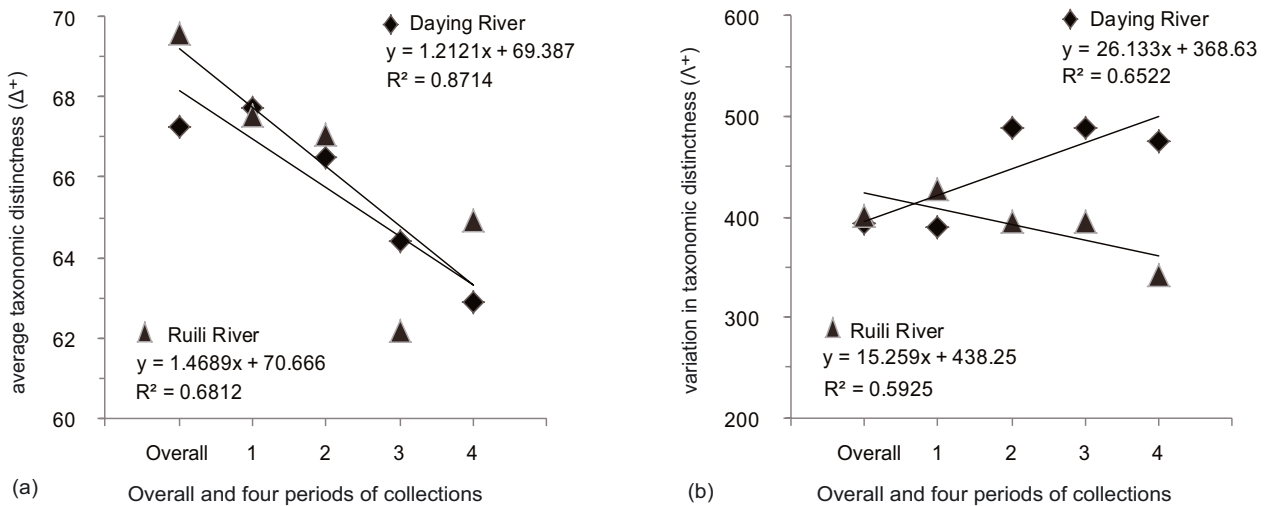 average taxonomic distinctness (Δ⁺)
70
68
66
64
62
60
Daying River
y = 1.2121x + 69.387
R² = 0.8714
Ruili River
y = 1.4689x + 70.666
R² = 0.6812
Overall 1 2 3 4
(a)
Overall and four periods of collections
variation in taxonomic distinctness (Λ⁺)
600
500
400
300
200
Daying River
y = 26.133x + 368.63
R² = 0.6522
Ruili River
y = 15.259x + 438.25
R² = 0.5925
Overall 1 2 3 4
(b)
Overall and four periods of collections